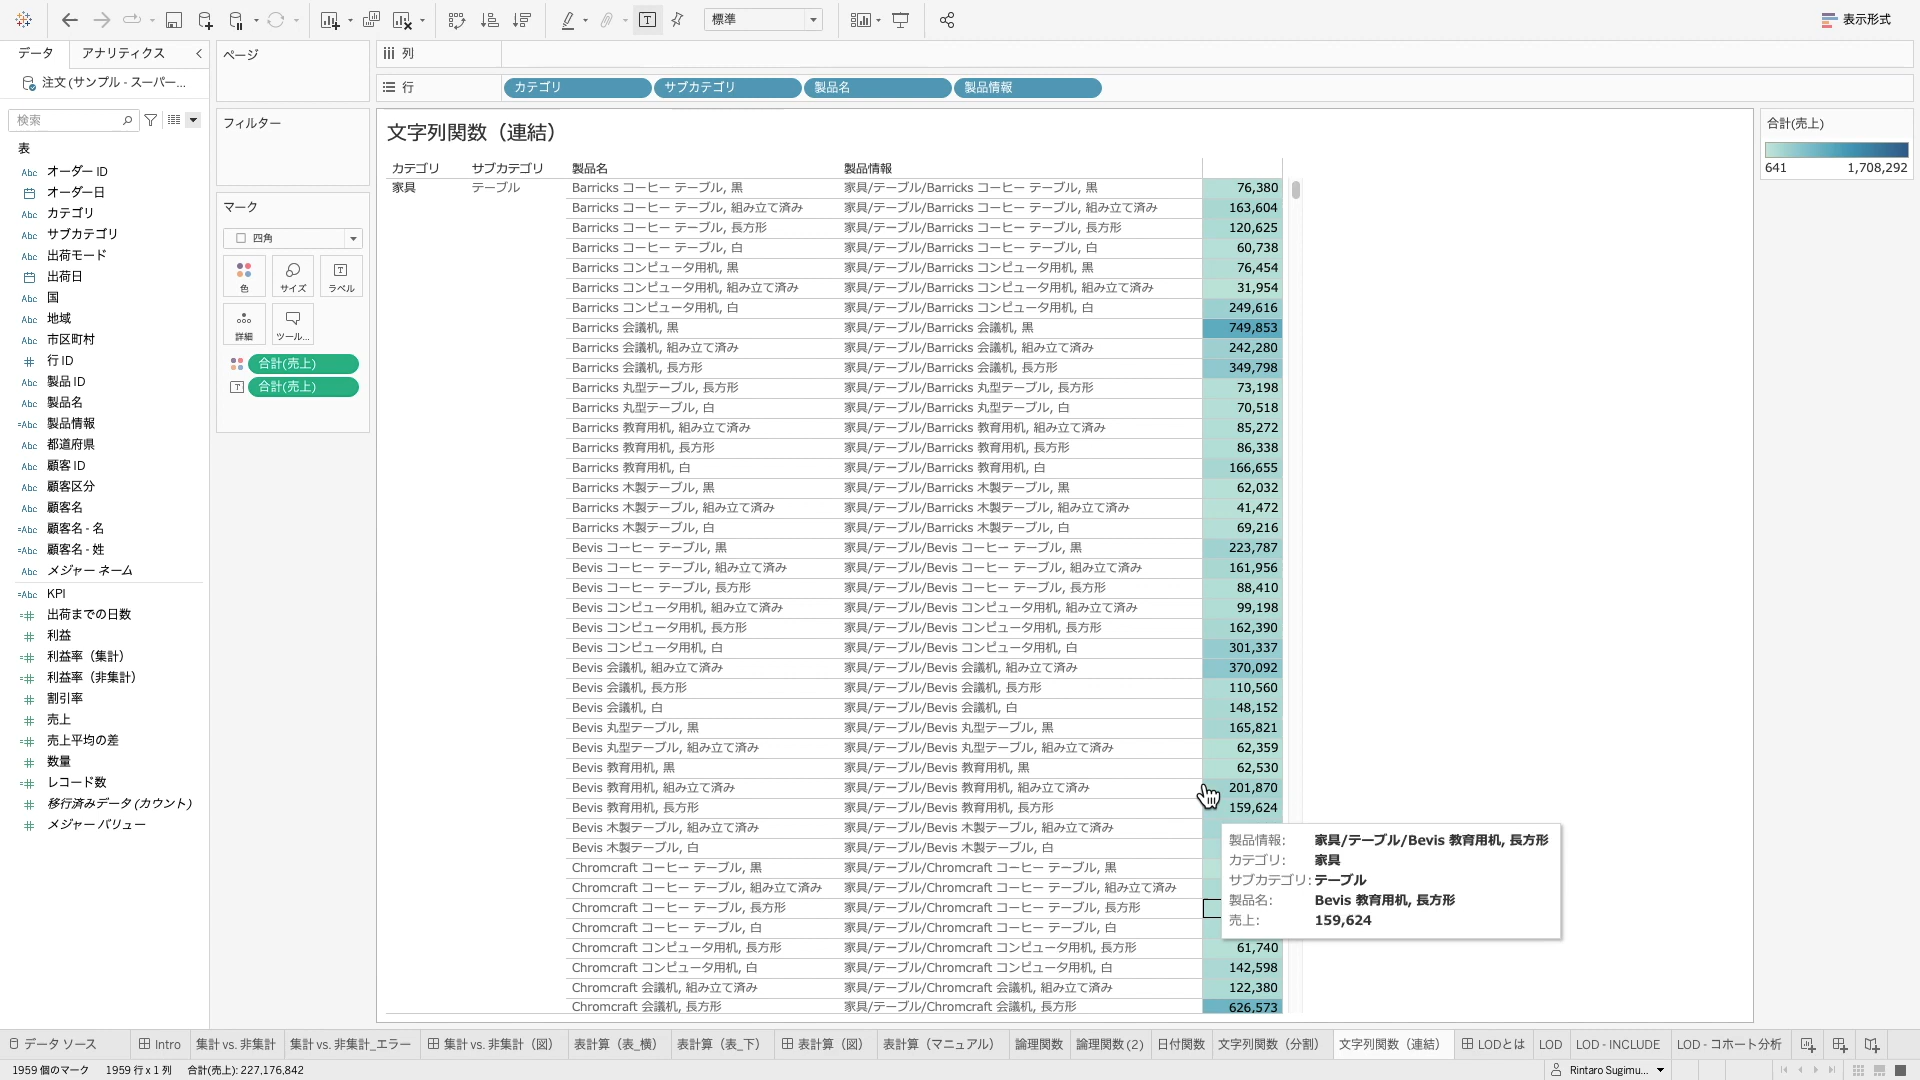 標準
表示形式
データ
アナリティクス
ページ
列
行
カテゴリ
サブカテゴリ
製品名
製品情報
注文 (サンプル - スーパー...
検索
表
Abc オーダー ID
オーダー日
Abc カテゴリ
Abc サブカテゴリ
Abc 出荷モード
出荷日
Abc 国
Abc 地域
Abc 市区町村
行 ID
Abc 製品 ID
Abc 製品名
=Abc 製品情報
Abc 都道府県
Abc 顧客 ID
Abc 顧客区分
Abc 顧客名
=Abc 顧客名 - 名
=Abc 顧客名 - 姓
Abc メジャー ネーム
=Abc KPI
=# 出荷までの日数
# 利益
=# 利益率（集計）
=# 利益率（非集計）
# 割引率
# 売上
=# 売上平均の差
# 数量
=# レコード数
# 移行済みデータ (カウント)
# メジャー バリュー
フィルター
マーク
四角
色
サイズ
T ラベル
詳細
ツール...
合計(売上)
T 合計(売上)
文字列関数（連結）
カテゴリ サブカテゴリ 製品名 製品情報
家具 テーブル Barricks コーヒー テーブル, 黒 家具/テーブル/Barricks コーヒー テーブル, 黒 76,380
Barricks コーヒー テーブル, 組み立て済み 家具/テーブル/Barricks コーヒー テーブル, 組み立て済み 163,604
Barricks コーヒー テーブル, 長方形 家具/テーブル/Barricks コーヒー テーブル, 長方形 120,625
Barricks コーヒー テーブル, 白 家具/テーブル/Barricks コーヒー テーブル, 白 60,738
Barricks コンピュータ用机, 黒 家具/テーブル/Barricks コンピュータ用机, 黒 76,454
Barricks コンピュータ用机, 組み立て済み 家具/テーブル/Barricks コンピュータ用机, 組み立て済み 31,954
Barricks コンピュータ用机, 白 家具/テーブル/Barricks コンピュータ用机, 白 249,616
Barricks 会議机, 黒 家具/テーブル/Barricks 会議机, 黒 749,853
Barricks 会議机, 組み立て済み 家具/テーブル/Barricks 会議机, 組み立て済み 242,280
Barricks 会議机, 長方形 家具/テーブル/Barricks 会議机, 長方形 349,798
Barricks 丸型テーブル, 長方形 家具/テーブル/Barricks 丸型テーブル, 長方形 73,198
Barricks 丸型テーブル, 白 家具/テーブル/Barricks 丸型テーブル, 白 70,518
Barricks 教育用机, 組み立て済み 家具/テーブル/Barricks 教育用机, 組み立て済み 85,272
Barricks 教育用机, 長方形 家具/テーブル/Barricks 教育用机, 長方形 86,338
Barricks 教育用机, 白 家具/テーブル/Barricks 教育用机, 白 166,655
Barricks 木製テーブル, 黒 家具/テーブル/Barricks 木製テーブル, 黒 62,032
Barricks 木製テーブル, 組み立て済み 家具/テーブル/Barricks 木製テーブル, 組み立て済み 41,472
Barricks 木製テーブル, 白 家具/テーブル/Barricks 木製テーブル, 白 69,216
Bevis コーヒー テーブル, 黒 家具/テーブル/Bevis コーヒー テーブル, 黒 223,787
Bevis コーヒー テーブル, 組み立て済み 家具/テーブル/Bevis コーヒー テーブル, 組み立て済み 161,956
Bevis コーヒー テーブル, 長方形 家具/テーブル/Bevis コーヒー テーブル, 長方形 88,410
Bevis コンピュータ用机, 組み立て済み 家具/テーブル/Bevis コンピュータ用机, 組み立て済み 99,198
Bevis コンピュータ用机, 長方形 家具/テーブル/Bevis コンピュータ用机, 長方形 162,390
Bevis コンピュータ用机, 白 家具/テーブル/Bevis コンピュータ用机, 白 301,337
Bevis 会議机, 組み立て済み 家具/テーブル/Bevis 会議机, 組み立て済み 370,092
Bevis 会議机, 長方形 家具/テーブル/Bevis 会議机, 長方形 110,560
Bevis 会議机, 白 家具/テーブル/Bevis 会議机, 白 148,152
Bevis 丸型テーブル, 黒 家具/テーブル/Bevis 丸型テーブル, 黒 165,821
Bevis 丸型テーブル, 組み立て済み 家具/テーブル/Bevis 丸型テーブル, 組み立て済み 62,359
Bevis 教育用机, 黒 家具/テーブル/Bevis 教育用机, 黒 62,530
Bevis 教育用机, 組み立て済み 家具/テーブル/Bevis 教育用机, 組み立て済み 201,870
Bevis 教育用机, 長方形 家具/テーブル/Bevis 教育用机, 長方形 159,624
Bevis 木製テーブル, 組み立て済み 家具/テーブル/Bevis 木製テーブル, 組み立て済み
Bevis 木製テーブル, 白 家具/テーブル/Bevis 木製テーブル, 白
Chromcraft コーヒー テーブル, 黒 家具/テーブル/Chromcraft コーヒー テーブル, 黒
Chromcraft コーヒー テーブル, 組み立て済み 家具/テーブル/Chromcraft コーヒー テーブル, 組み立て済み
Chromcraft コーヒー テーブル, 長方形 家具/テーブル/Chromcraft コーヒー テーブル, 長方形
Chromcraft コーヒー テーブル, 白 家具/テーブル/Chromcraft コーヒー テーブル, 白
Chromcraft コンピュータ用机, 長方形 家具/テーブル/Chromcraft コンピュータ用机, 長方形 61,740
Chromcraft コンピュータ用机, 白 家具/テーブル/Chromcraft コンピュータ用机, 白 142,598
Chromcraft 会議机, 組み立て済み 家具/テーブル/Chromcraft 会議机, 組み立て済み 122,380
Chromcraft 会議机, 長方形 家具/テーブル/Chromcraft 会議机, 長方形 626,573
製品情報: 家具/テーブル/Bevis 教育用机, 長方形
カテゴリ: 家具
サブカテゴリ: テーブル
製品名: Bevis 教育用机, 長方形
売上: 159,624
合計(売上)
641 1,708,292
データ ソース
Intro
集計 vs. 非集計
集計 vs. 非集計_エラー
集計 vs. 非集計（図）
表計算（表_横）
表計算（表_下）
表計算（図）
表計算（マニュアル）
論理関数
論理関数 (2)
日付関数
文字列関数（分割）
文字列関数（連結）
LODとは
LOD
LOD - INCLUDE
LOD - コホート分析
1959 個のマーク 1959 行 x 1 列 合計(売上): 227,176,842
Rintaro Sugimu...